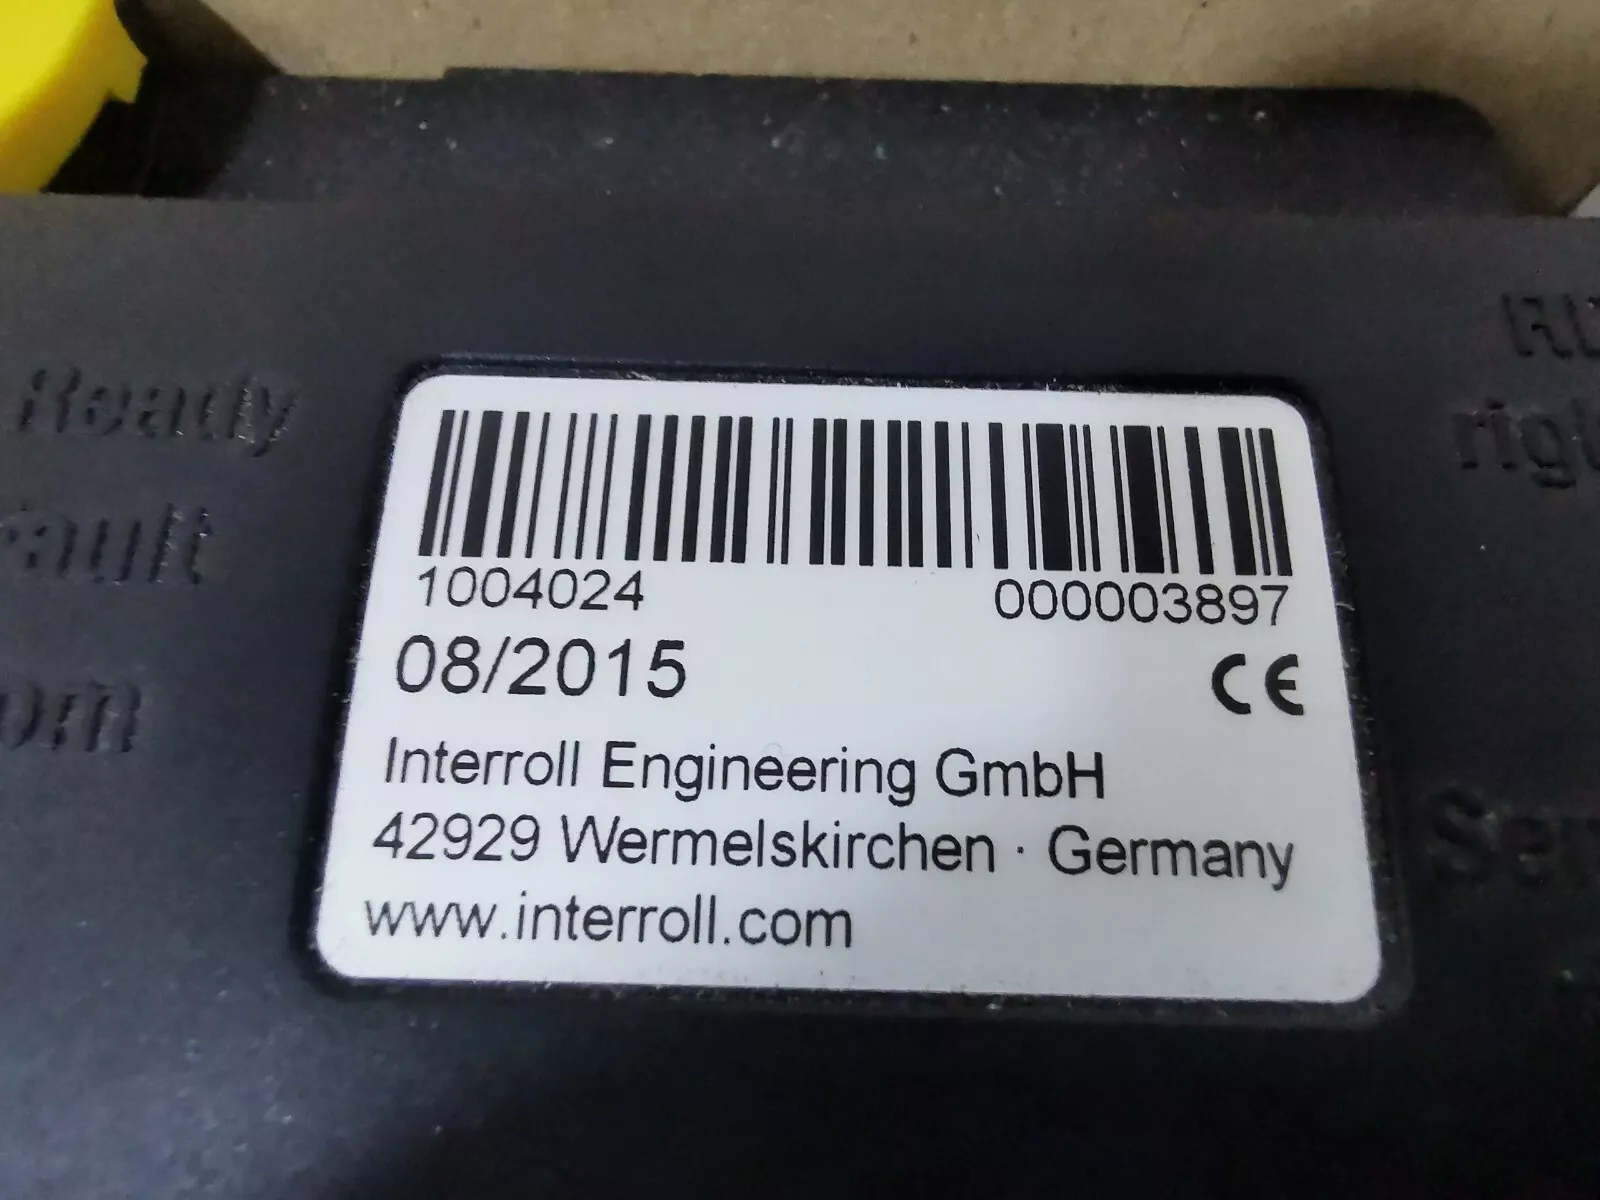 Ready
1004024 000003897
08/2015 CE
Interroll Engineering GmbH
42929 Wermelskirchen · Germany
www.interroll.com